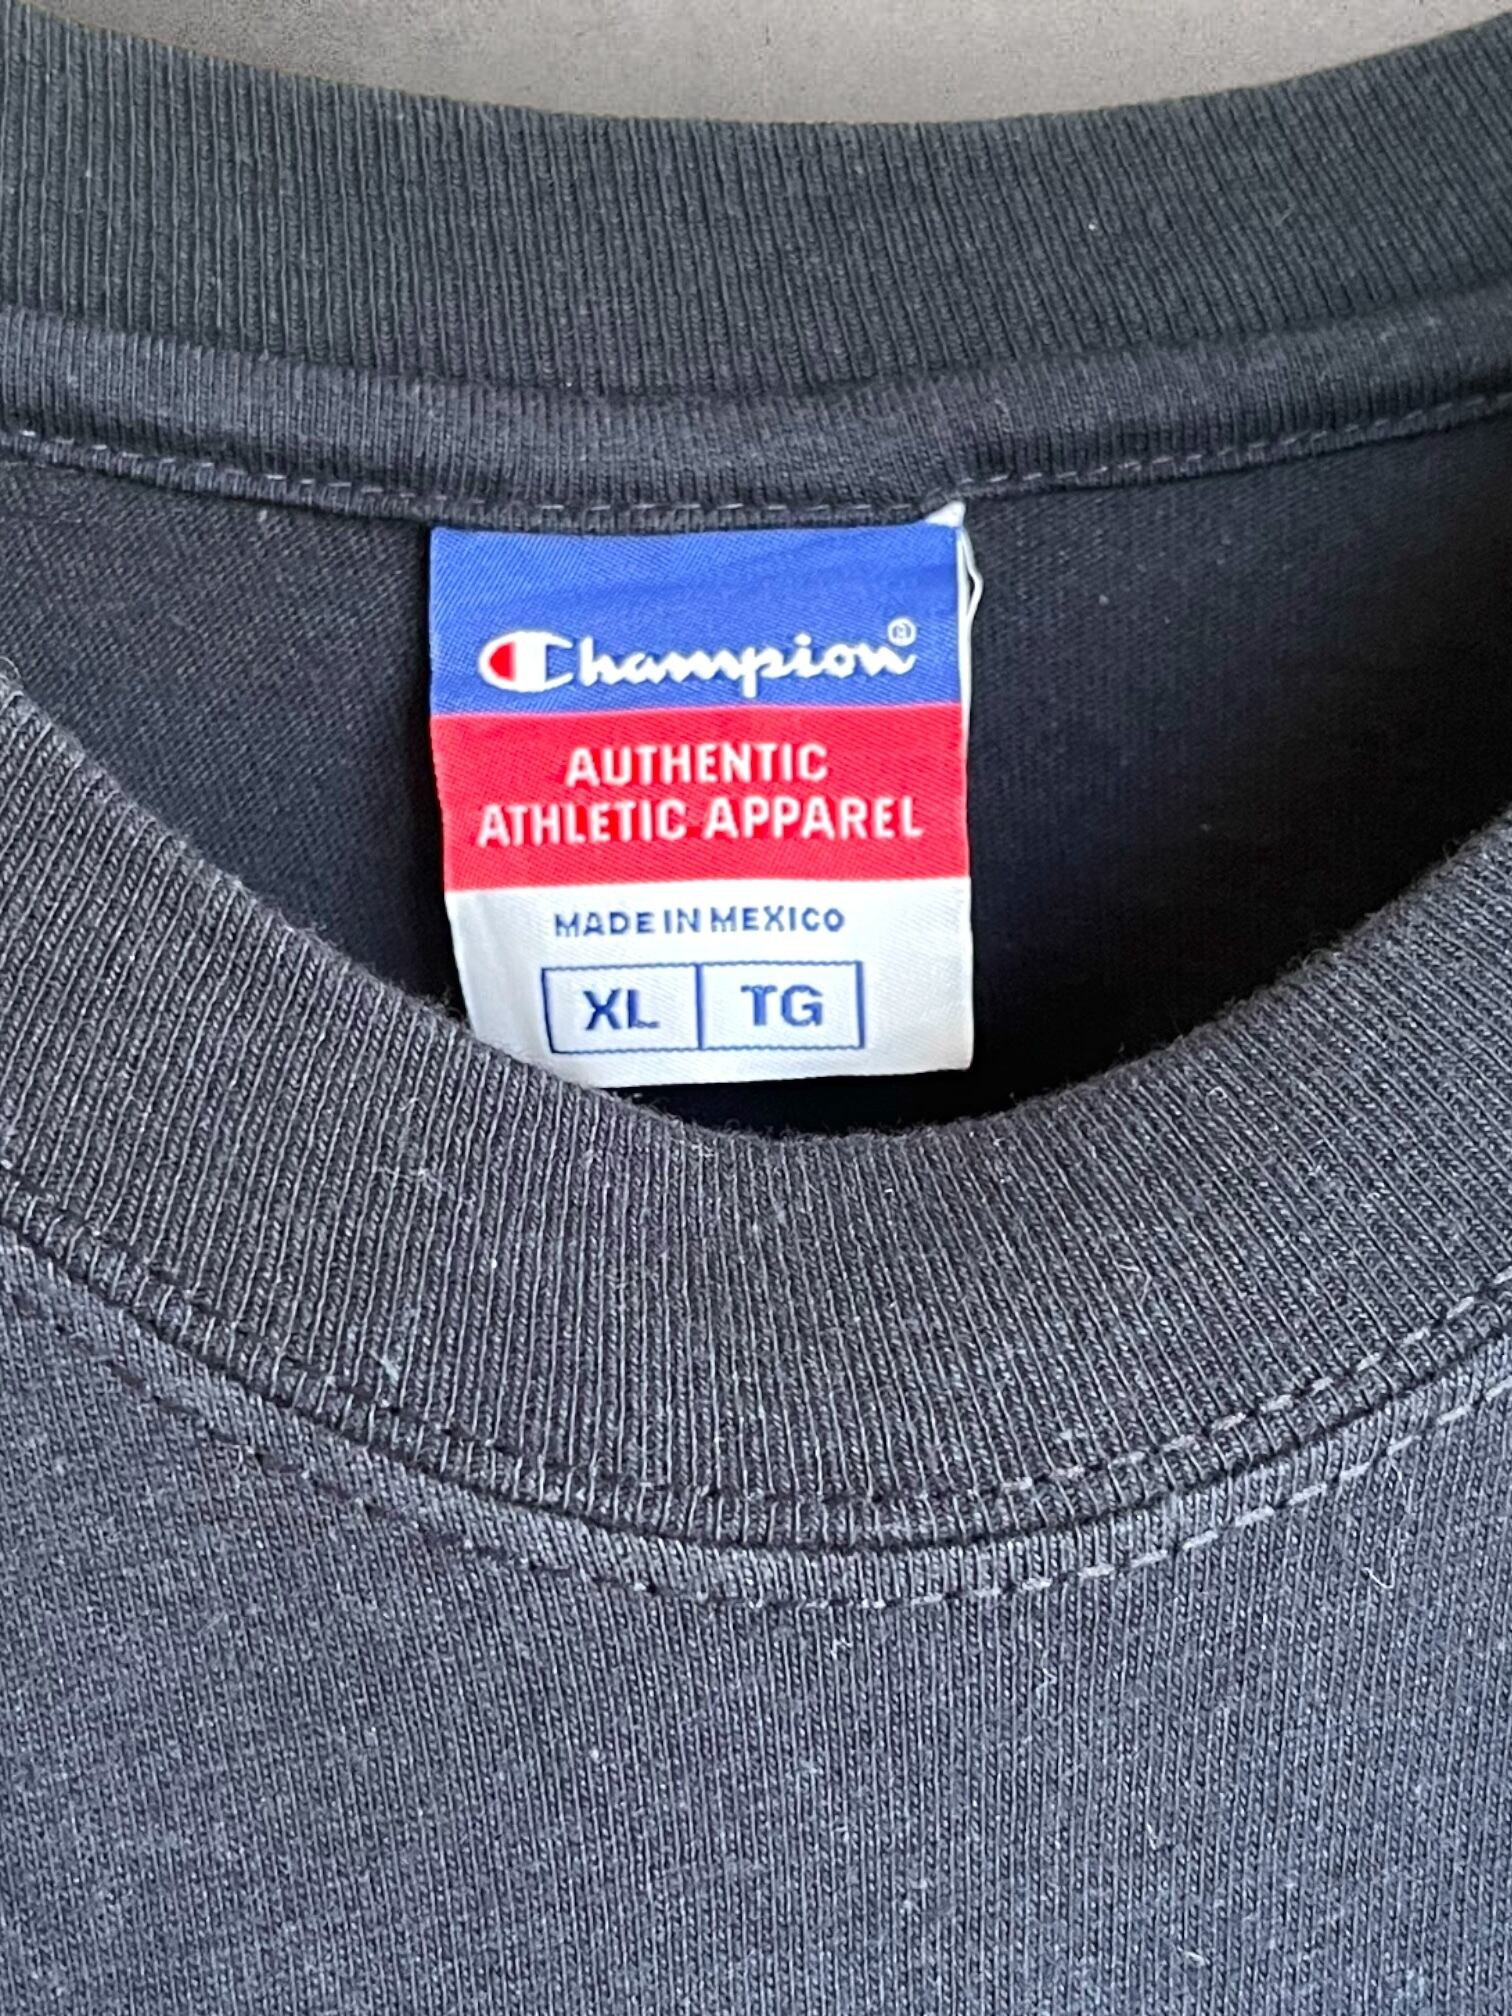 Champion®
AUTHENTIC
ATHLETIC APPAREL
MADE IN MEXICO
XL TG